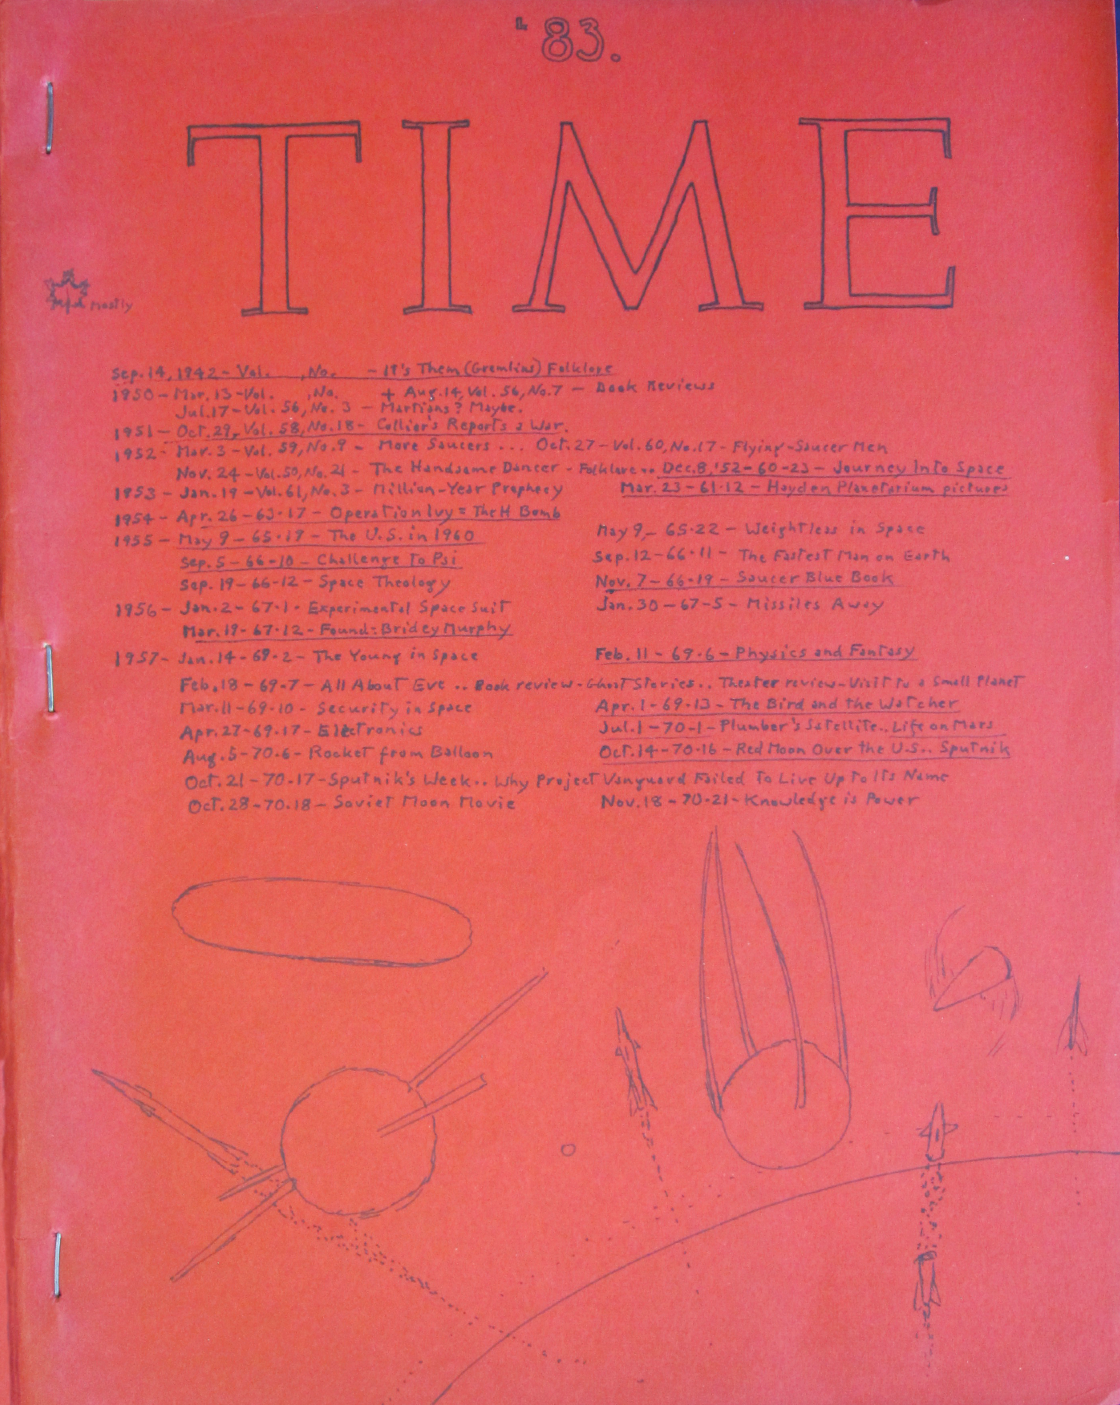 '83.
TIME
mostly
Sep. 14, 1942 - Vol. , No. - It's Them (Gremlins) Folklore
1950 - Mar. 13 - Vol. , No. + Aug. 14, Vol. 56, No. 7 - Book Reviews
Jul. 17 - Vol. 56, No. 3 - Martians? Maybe.
1951 - Oct. 29, Vol. 58, No. 18 - Collier's Reports a War.
1952 - Mar. 3 - Vol. 59, No. 9 - More Saucers ... Oct. 27 - Vol. 60, No. 17 - Flying-Saucer Men
Nov. 24 - Vol. 50, No. 21 - The Handsome Dancer - Folklore.. Dec. 8, '52 - 60-23 - Journey Into Space
1953 - Jan. 19 - Vol. 61, No. 3 - Million-Year Prophecy Mar. 23 - 61-12 - Hayden Planetarium pictures
1954 - Apr. 26 - 63-17 - Operation Ivy = The H Bomb
May 9 - 65-22 - Weightless in Space
1955 - May 9 - 65-19 - The U.S. in 1960
Sep. 12 - 66-11 - The Fastest Man on Earth
Sep. 5 - 66-10 - Challenge To Psi
Sep. 19 - 66-12 - Space Theology Nov. 7 - 66-19 - Saucer Blue Book
1956 - Jan. 2 - 67-1 - Experimental Space Suit Jan. 30 - 67-5 - Missiles Away
Mar. 19 - 67-12 - Found: Bridey Murphy
1957 - Jan. 14 - 69-2 - The Young in Space Feb. 11 - 69-6 - Physics and Fantasy
Feb. 18 - 69-7 - All About Eve .. Book review - Ghost Stories.. Theater review - Visit to a Small Planet
Mar. 11 - 69-10 - Security in Space Apr. 1 - 69-13 - The Bird and the Watcher
Apr. 27 - 69-17 - Electronics Jul. 1 - 70-1 - Plumber's Satellite.. Life on Mars
Aug. 5 - 70-6 - Rocket from Balloon Oct. 14 - 70-16 - Red Moon Over the U.S.. Sputnik
Oct. 21 - 70-17 - Sputnik's Week.. Why Project Vanguard Failed To Live Up to Its Name
Oct. 28 - 70-18 - Soviet Moon Movie Nov. 18 - 70-21 - Knowledge is Power